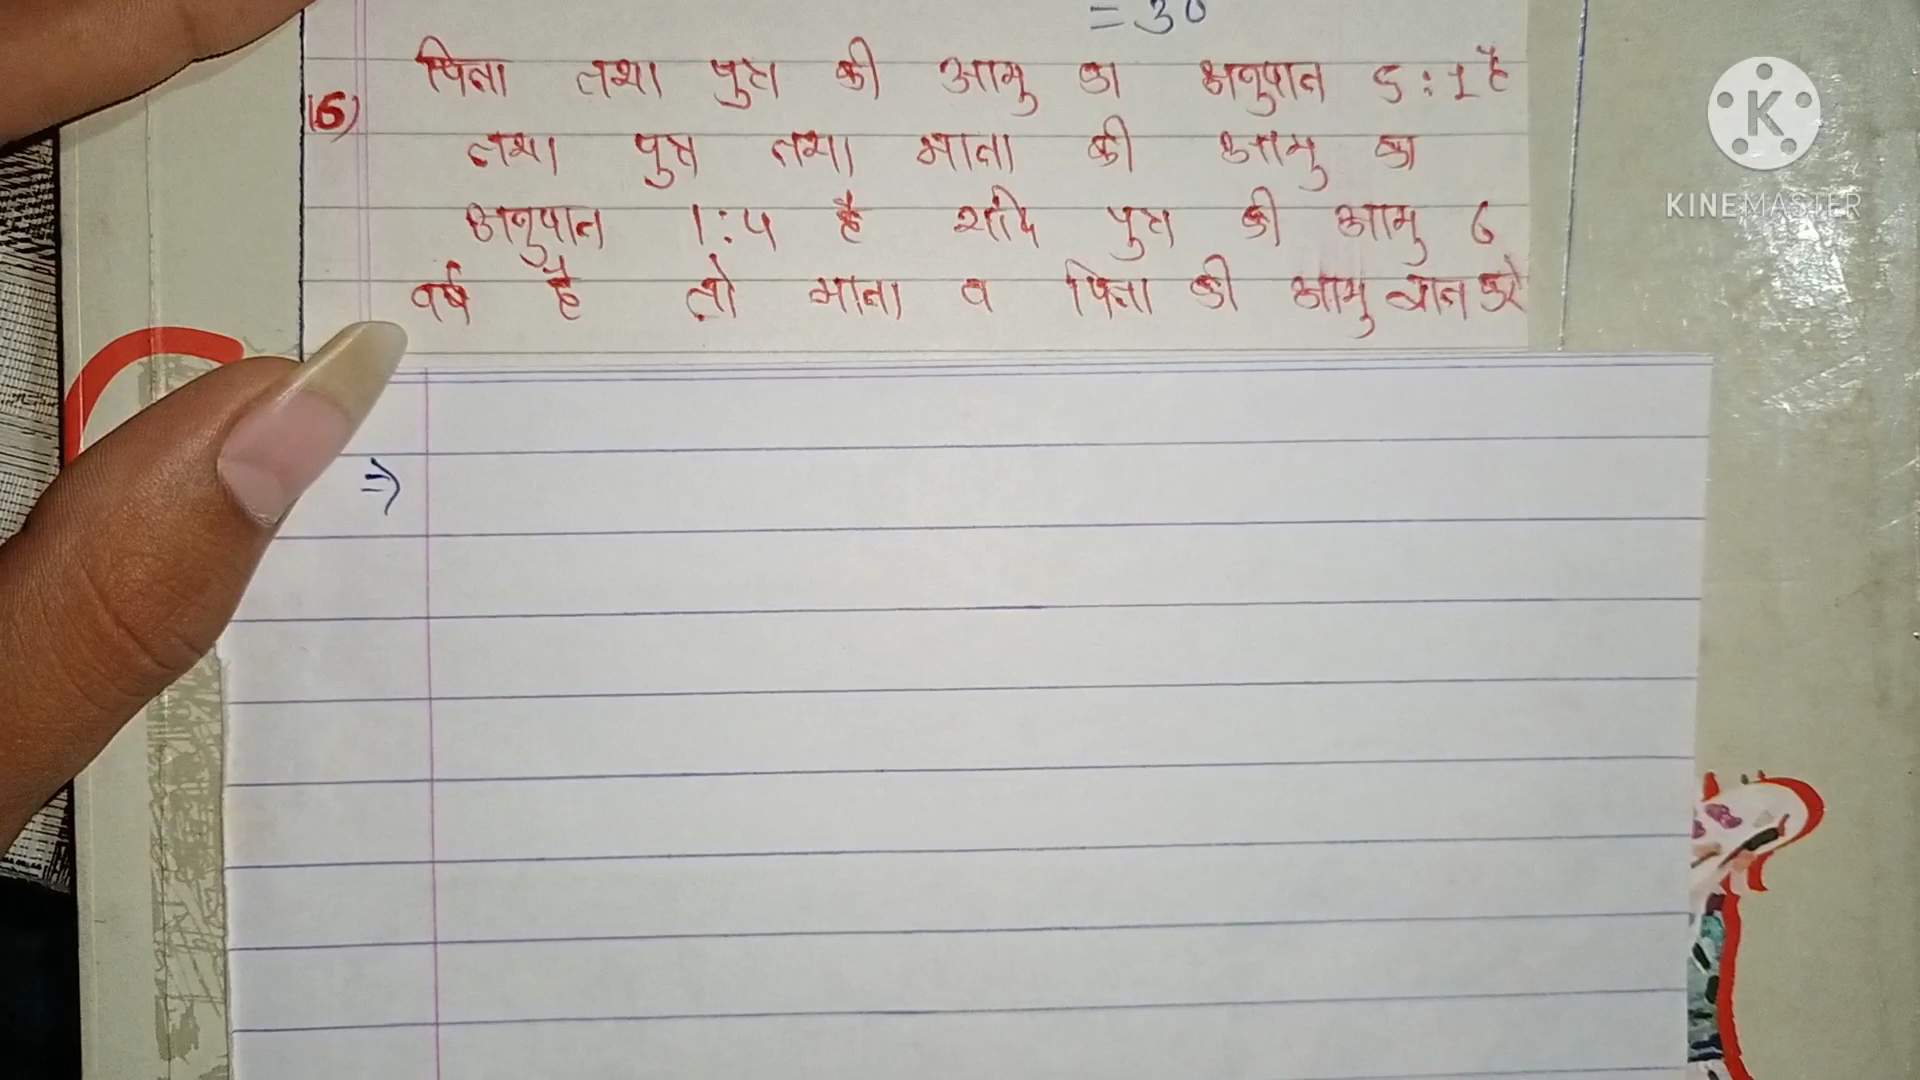 = 30
पिता तथा पुत्र की आयु का अनुपात 5 : 1 है
(6)
तथा पुत्र तथा माता की आयु का
अनुपात 1 : 4 है यदि पुत्र की आयु 6
वर्ष है तो माता व पिता की आयु ज्ञात करे
⇒
K
KINEMASTER